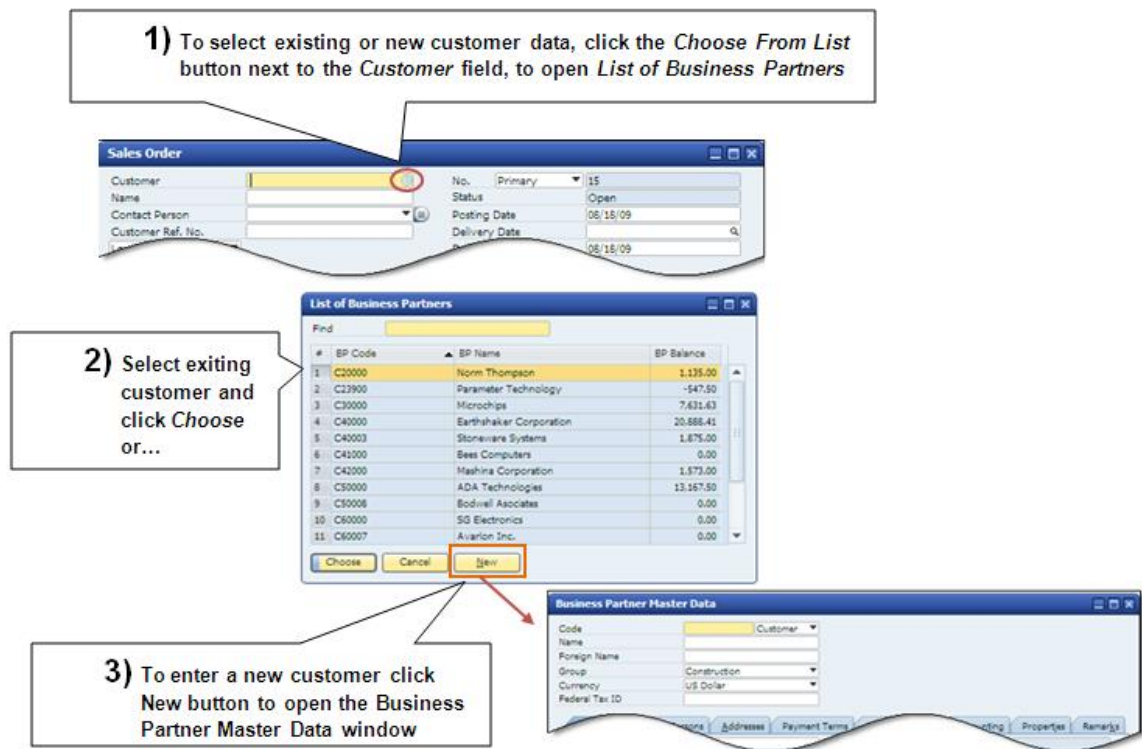 1) To select existing or new customer data, click the Choose From List
button next to the Customer field, to open List of Business Partners
Sales Order
Customer
No. Primary 15
Name
Status Open
Contact Person
Posting Date 08/18/09
Customer Ref. No.
Delivery Date
08/18/09
List of Business Partners
Find
# BP Code BP Name BP Balance
1 C20000 Norm Thompson 1,135.00
2 C23900 Parameter Technology -547.50
3 C30000 Microchips 7,631.63
4 C40000 Earthshaker Corporation 20,888.41
5 C40003 Stoneware Systems 1,875.00
6 C41000 Bees Computers 0.00
7 C42000 Mashina Corporation 1,573.00
8 C50000 ADA Technologies 13,167.50
9 C50008 Bodwell Asociates 0.00
10 C60000 SG Electronics 0.00
11 C60007 Avarlon Inc. 0.00
Choose Cancel New
2) Select exiting
customer and
click Choose
or...
3) To enter a new customer click
New button to open the Business
Partner Master Data window
Business Partner Master Data
Code Customer
Name
Foreign Name
Group Construction
Currency US Dollar
Federal Tax ID
Addresses Payment Terms Properties Remarks